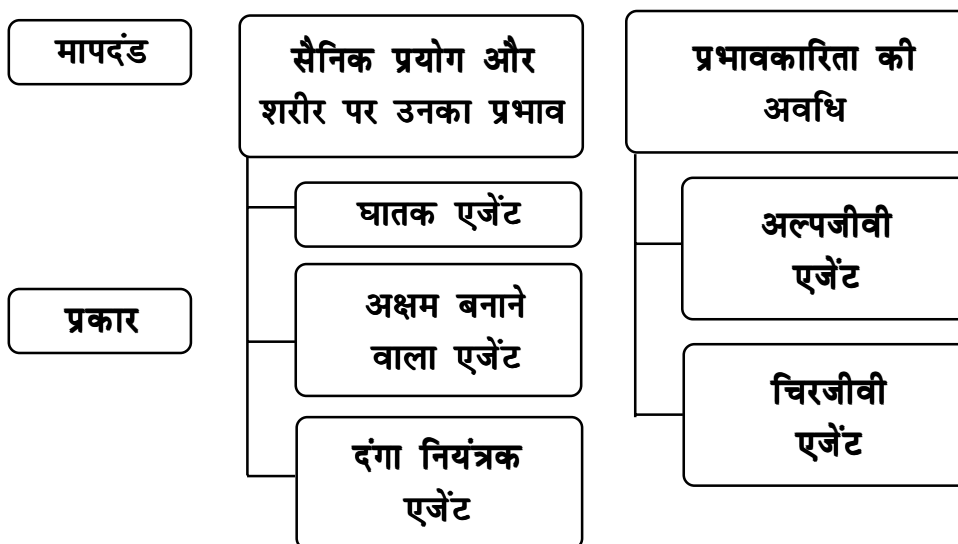 मापदंड
सैनिक प्रयोग और
शरीर पर उनका प्रभाव
प्रभावकारिता की
अवधि
प्रकार
घातक एजेंट
अक्षम बनाने
वाला एजेंट
दंगा नियंत्रक
एजेंट
अल्पजीवी
एजेंट
चिरजीवी
एजेंट